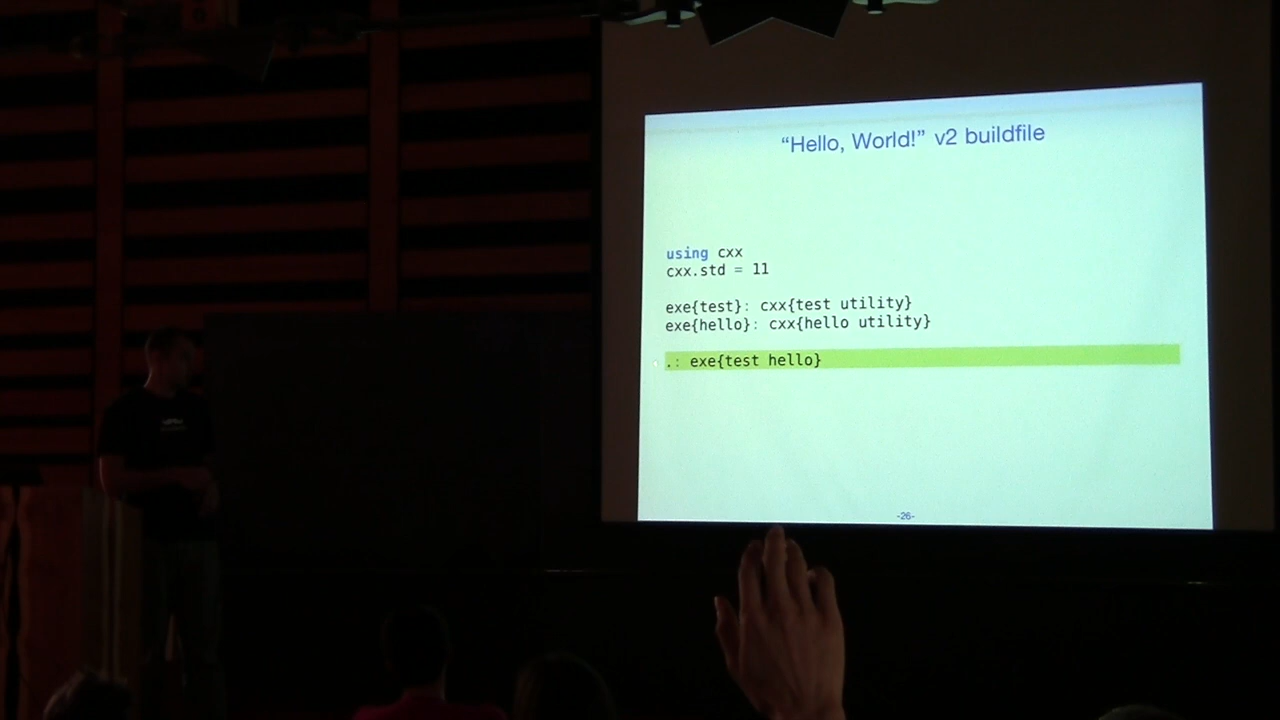 “Hello, World!” v2 buildfile
using cxx
cxx.std = 11
exe{test}: cxx{test utility}
exe{hello}: cxx{hello utility}
.: exe{test hello}
-26-